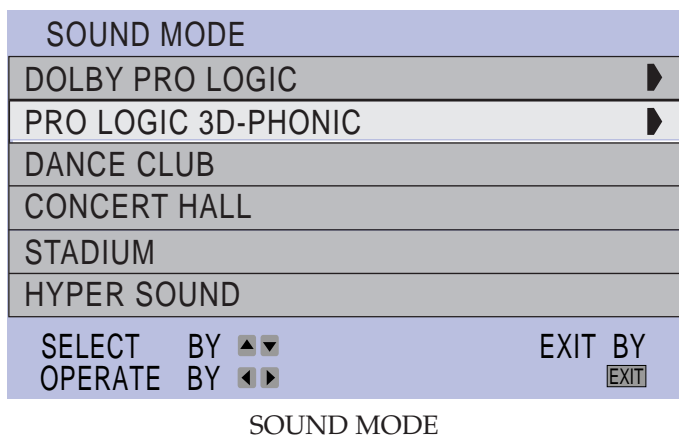 SOUND MODE
DOLBY PRO LOGIC
PRO LOGIC 3D-PHONIC
DANCE CLUB
CONCERT HALL
STADIUM
HYPER SOUND
SELECT BY ▲▼ EXIT BY
OPERATE BY ◀▶ EXIT
SOUND MODE